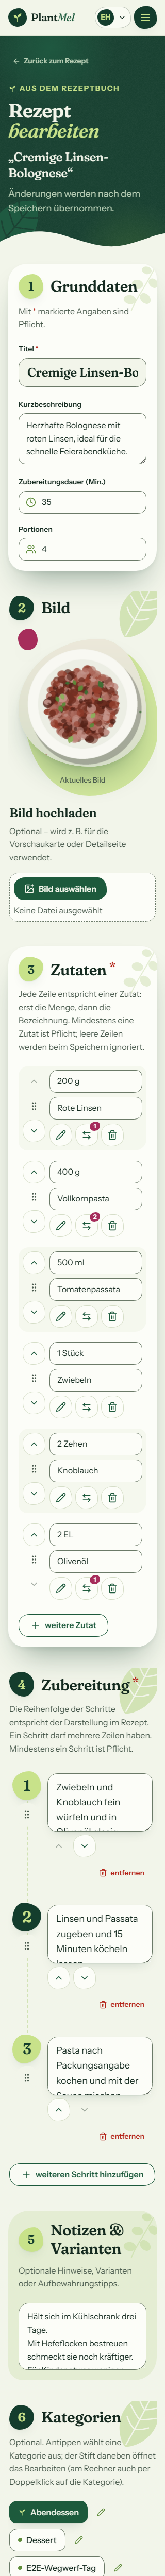 PlantMel
EH
← Zurück zum Rezept
AUS DEM REZEPTBUCH
Rezept
bearbeiten
„Cremige Linsen-
Bolognese“
Änderungen werden nach dem
Speichern übernommen.
1 Grunddaten
Mit * markierte Angaben sind
Pflicht.
Titel *
Cremige Linsen-Bo
Kurzbeschreibung
Herzhafte Bolognese mit
roten Linsen, ideal für die
schnelle Feierabendküche.
Zubereitungsdauer (Min.)
35
Portionen
4
2 Bild
Aktuelles Bild
Bild hochladen
Optional – wird z. B. für die
Vorschaukarte oder Detailseite
verwendet.
Bild auswählen
Keine Datei ausgewählt
3 Zutaten *
Jede Zeile entspricht einer Zutat:
erst die Menge, dann die
Bezeichnung. Mindestens eine
Zutat ist Pflicht; leere Zeilen
werden beim Speichern ignoriert.
200 g
Rote Linsen
1
400 g
Vollkornpasta
2
500 ml
Tomatenpassata
1 Stück
Zwiebeln
2 Zehen
Knoblauch
2 EL
Olivenöl
1
+ weitere Zutat
4 Zubereitung *
Die Reihenfolge der Schritte
entspricht der Darstellung im Rezept.
Ein Schritt darf mehrere Zeilen haben.
Mindestens ein Schritt ist Pflicht.
1
Zwiebeln und
Knoblauch fein
würfeln und in
entfernen
2
Linsen und Passata
zugeben und 15
Minuten köcheln
entfernen
3
Pasta nach
Packungsangabe
kochen und mit der
entfernen
+ weiteren Schritt hinzufügen
5 Notizen &
Varianten
Optionale Hinweise, Varianten
oder Aufbewahrungstipps.
Hält sich im Kühlschrank drei
Tage.
Mit Hefeflocken bestreuen
schmeckt sie noch kräftiger.
6 Kategorien
Optional. Antippen wählt eine
Kategorie aus; der Stift daneben öffnet
das Bearbeiten (am Rechner auch per
Doppelklick auf die Kategorie).
Abendessen
Dessert
E2E-Wegwerf-Tag